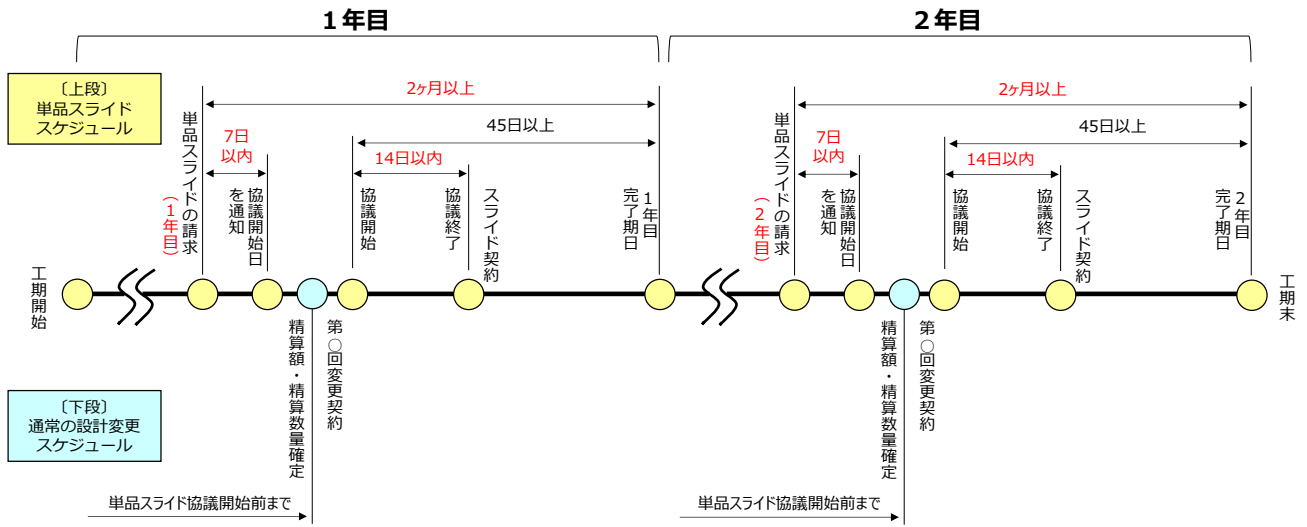 1年目
2年目
〔上段〕
単品スライド
スケジュール
2ヶ月以上
45日以上
7日
以内
14日以内
単品スライドの請求
（1年目）
協議開始日
を通知
協議開始
協議終了
スライド契約
1年目
完了期日
2ヶ月以上
45日以上
7日
以内
14日以内
単品スライドの請求
（2年目）
協議開始日
を通知
協議開始
協議終了
スライド契約
2年目
完了期日
工期開始
工期末
第○回変更契約
精算額・精算数量確定
第○回変更契約
精算額・精算数量確定
〔下段〕
通常の設計変更
スケジュール
単品スライド協議開始前まで
単品スライド協議開始前まで